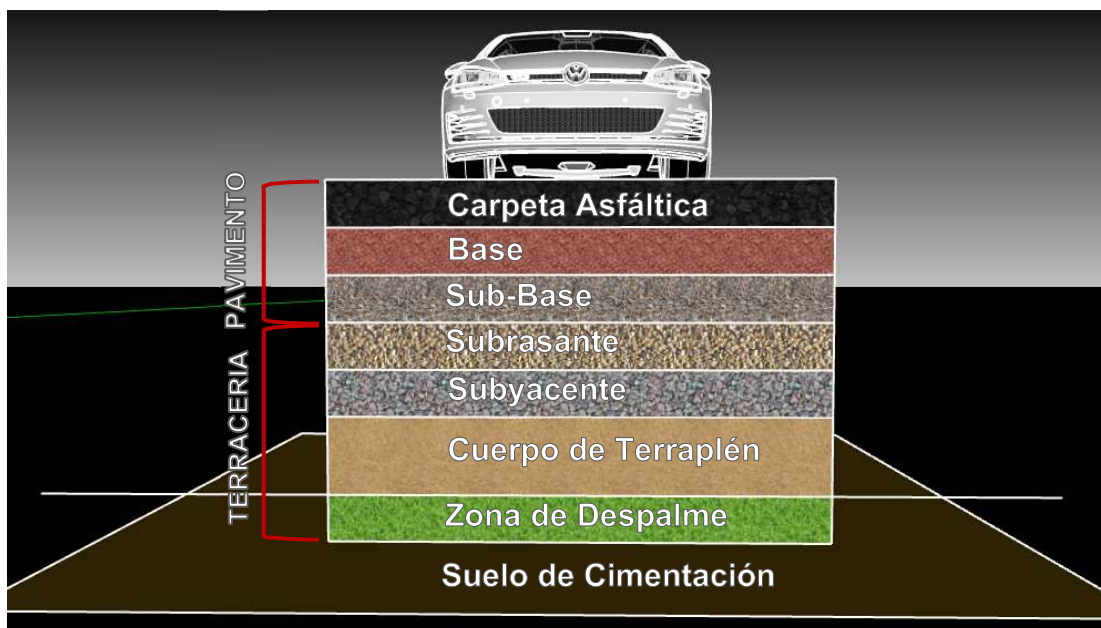 PAVIMENTO
TERRACERIA
Carpeta Asfáltica
Base
Sub-Base
Subrasante
Subyacente
Cuerpo de Terraplén
Zona de Despalme
Suelo de Cimentación